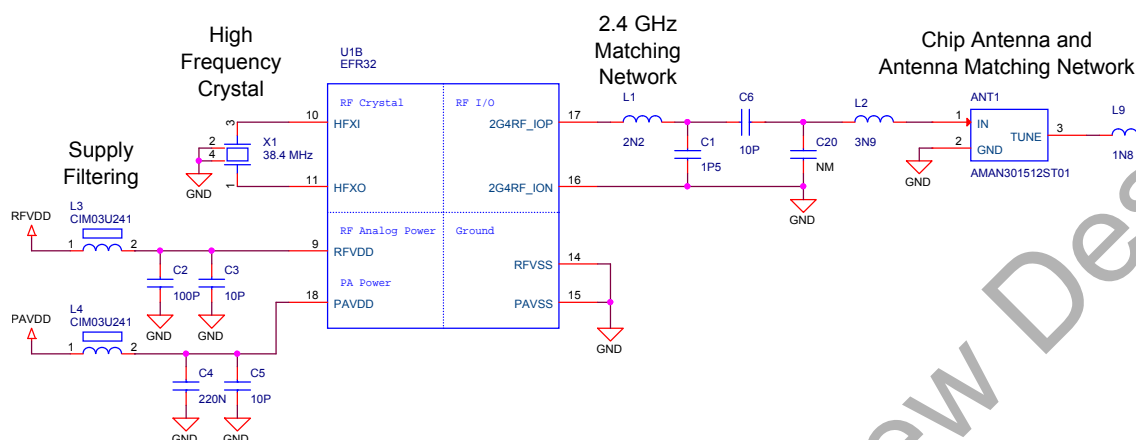 High
Frequency
Crystal
U1B
EFR32
2.4 GHz
Matching
Network
Chip Antenna and
Antenna Matching Network
RF Crystal
RF I/O
10
HFXI
3
2
4
1
X1
38.4 MHz
GND
11
HFXO
17
2G4RF_IOP
L1
2N2
C6
10P
C1
1P5
C20
NM
L2
3N9
16
2G4RF_ION
GND
ANT1
1
IN
2
GND
TUNE
3
AMAN301512ST01
GND
L9
1N8
Supply
Filtering
RFVDD
L3
CIM03U241
1
2
9
RF Analog Power
RFVDD
Ground
C2
100P
C3
10P
GND
GND
PA Power
18
PAVDD
RFVSS
14
PAVSS
15
GND
PAVDD
L4
CIM03U241
1
2
C4
220N
C5
10P
GND
GND
ew Des